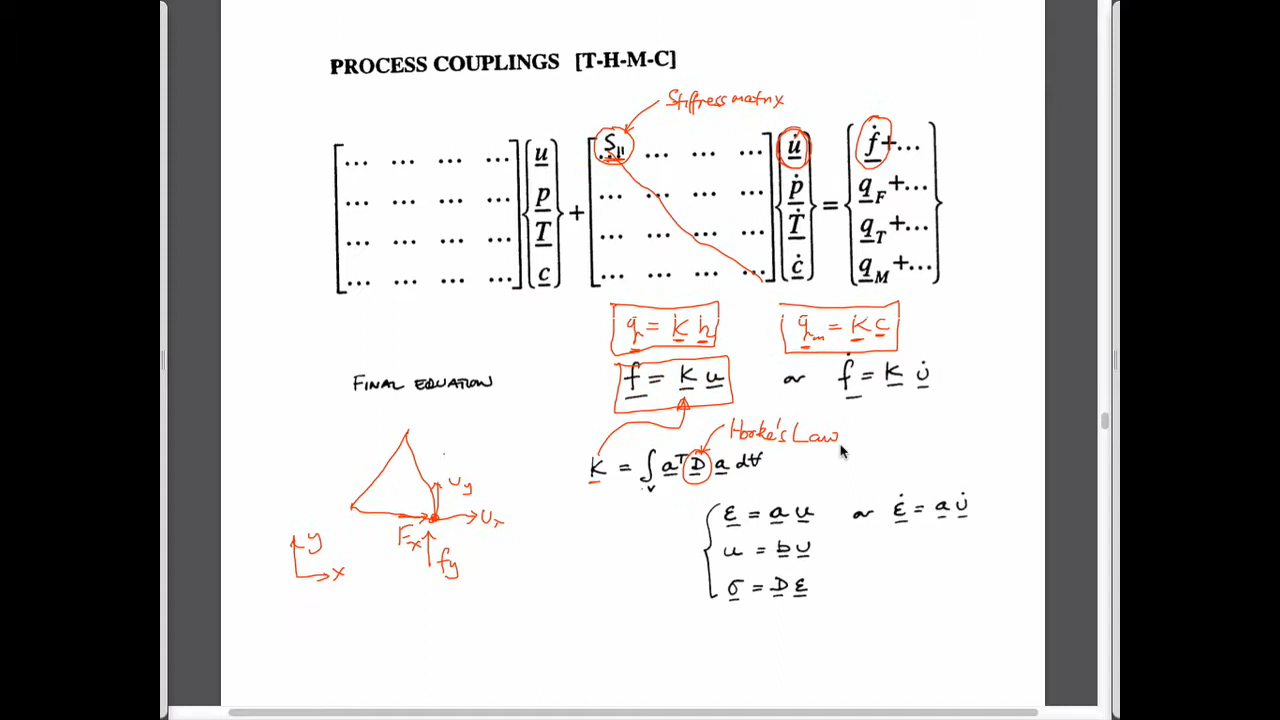 PROCESS COUPLINGS [T-H-M-C]
Stiffness matrix
[... ... ... ...] {u} + [S11 ... ... ...] {u̇} = {ḟ+...}
[... ... ... ...] {p} [... ... ... ...] {ṗ} {qF+...}
[... ... ... ...] {T} [... ... ... ...] {Ṫ} {qT+...}
[... ... ... ...] {c} [... ... ... ...] {ċ} {qM+...}
q = K h
qm = K c
FINAL EQUATION f = K u or ḟ = K u̇
Hooke's Law
K = ∫v aT D a dV
ε = a u or ε̇ = a u̇
u = b u
σ = D ε
uy
ux
Fx
fy
y
x